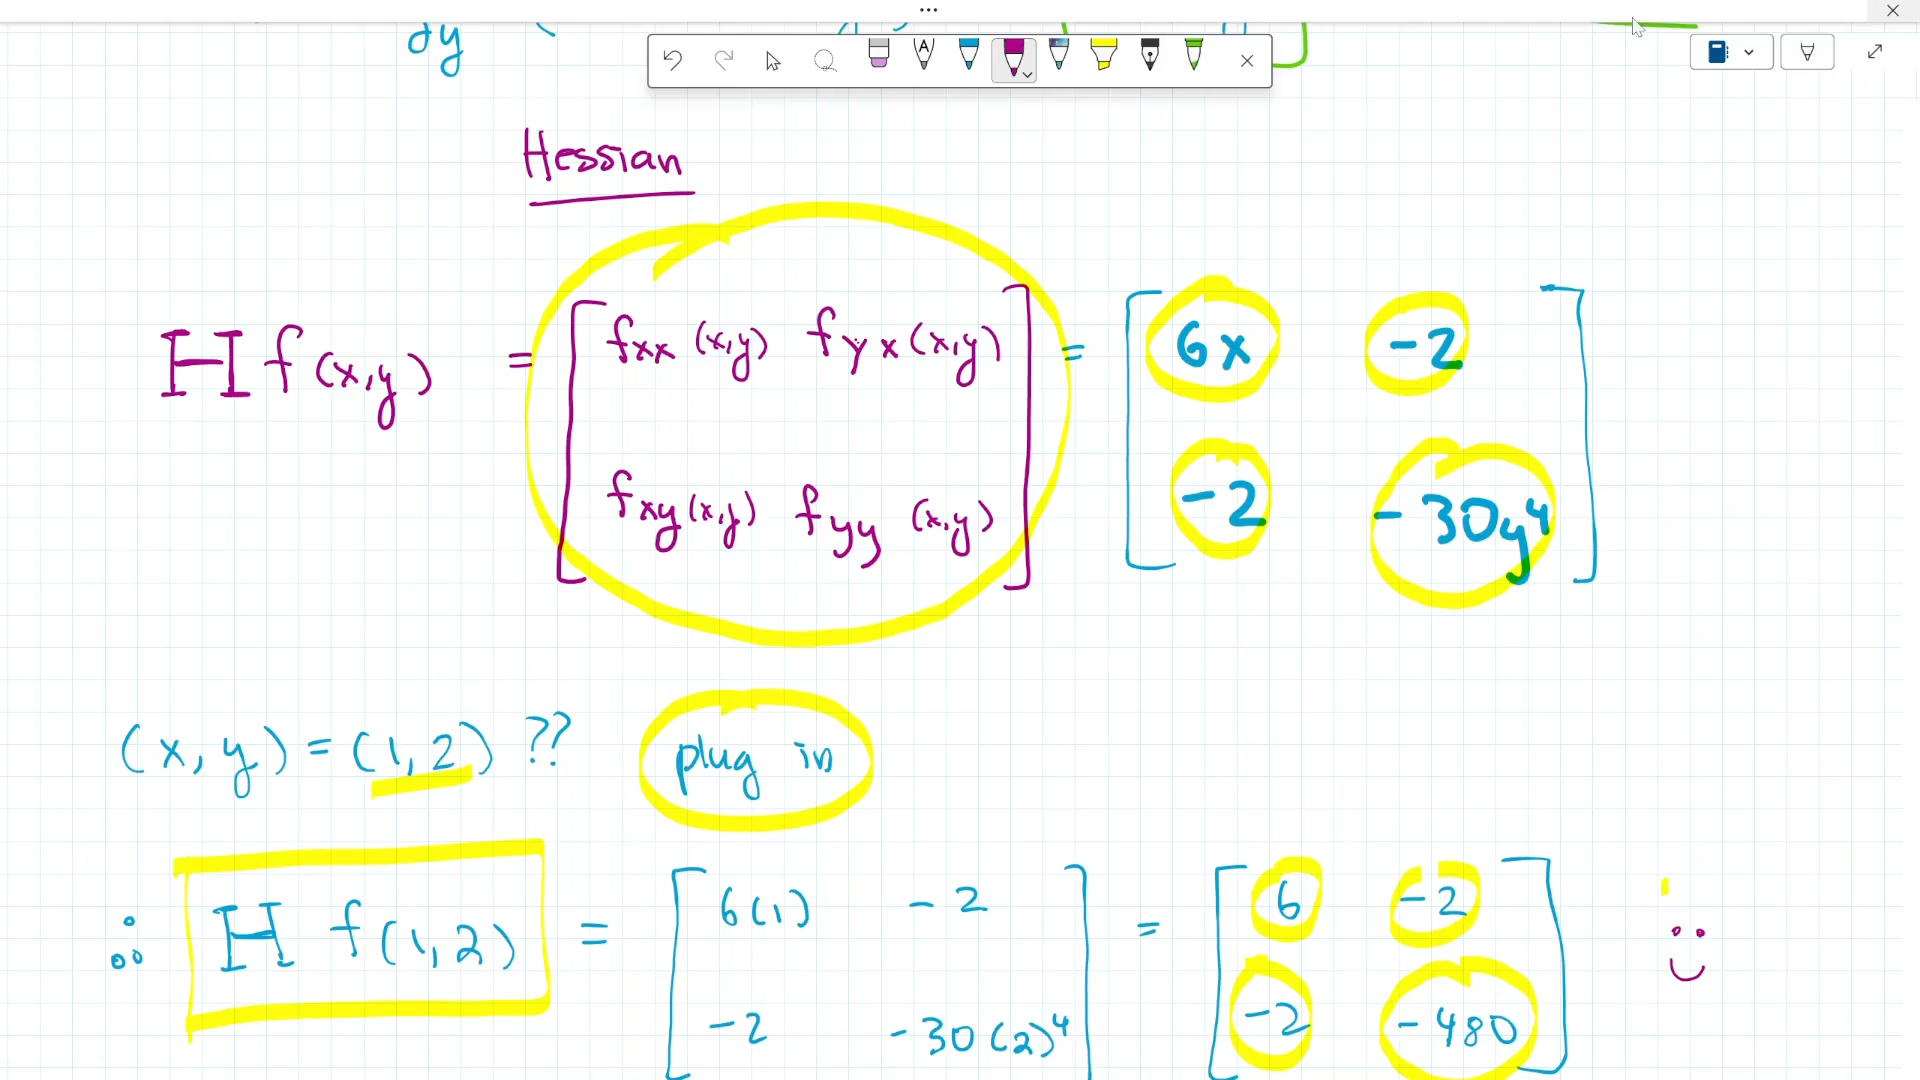 dy
Hessian
H f(x,y) = [ fxx (x,y) fyx (x,y) = [ 6x -2
fxy (x,y) fyy (x,y) ] -2 -30y⁴ ]
(x, y) = (1, 2) ?? plug in
∴ H f(1,2) = [ 6(1) -2 = [ 6 -2
-2 -30(2)⁴ ] -2 -480 ]